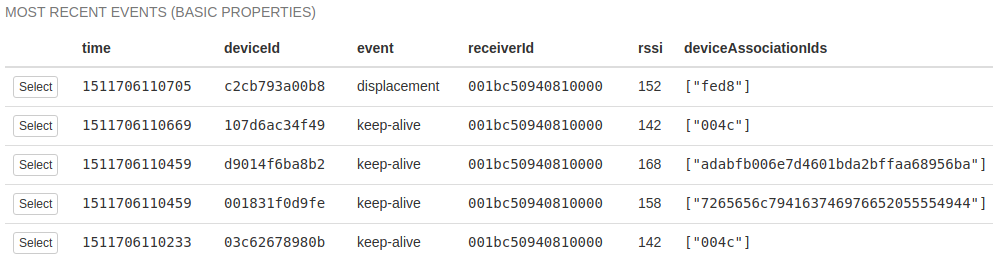 MOST RECENT EVENTS (BASIC PROPERTIES)
time deviceId event receiverId rssi deviceAssociationIds
Select 1511706110705 c2cb793a00b8 displacement 001bc50940810000 152 ["fed8"]
Select 1511706110669 107d6ac34f49 keep-alive 001bc50940810000 142 ["004c"]
Select 1511706110459 d9014f6ba8b2 keep-alive 001bc50940810000 168 ["adabfb006e7d4601bda2bffaa68956ba"]
Select 1511706110459 001831f0d9fe keep-alive 001bc50940810000 158 ["7265656c794163746976652055554944"]
Select 1511706110233 03c62678980b keep-alive 001bc50940810000 142 ["004c"]